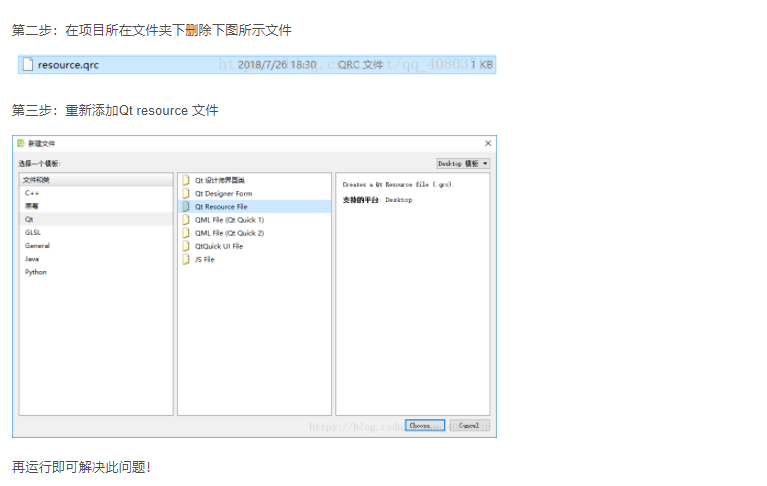 第二步：在项目所在文件夹下删除下图所示文件
resource.qrc 2018/7/26 18:30 QRC 文件 1 KB
第三步：重新添加Qt resource 文件
新建文件
选择一个模板:
Desktop 模板
文件和类
C++
Qt
GLSL
General
Java
Python
Qt 设计师界面类
Qt Designer Form
Qt Resource File
QML File (Qt Quick 1)
QML File (Qt Quick 2)
QtQuick UI File
JS File
Creates a Qt Resource file (.qrc).
支持的平台: Desktop
https://blog.csdn
Choose...
Cancel
再运行即可解决此问题！